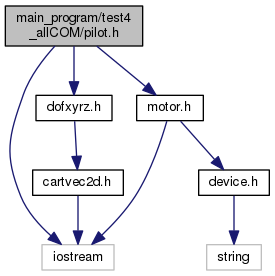 main_program/test4
_allCOM/pilot.h
dofxyrz.h
motor.h
cartvec2d.h
device.h
iostream
string